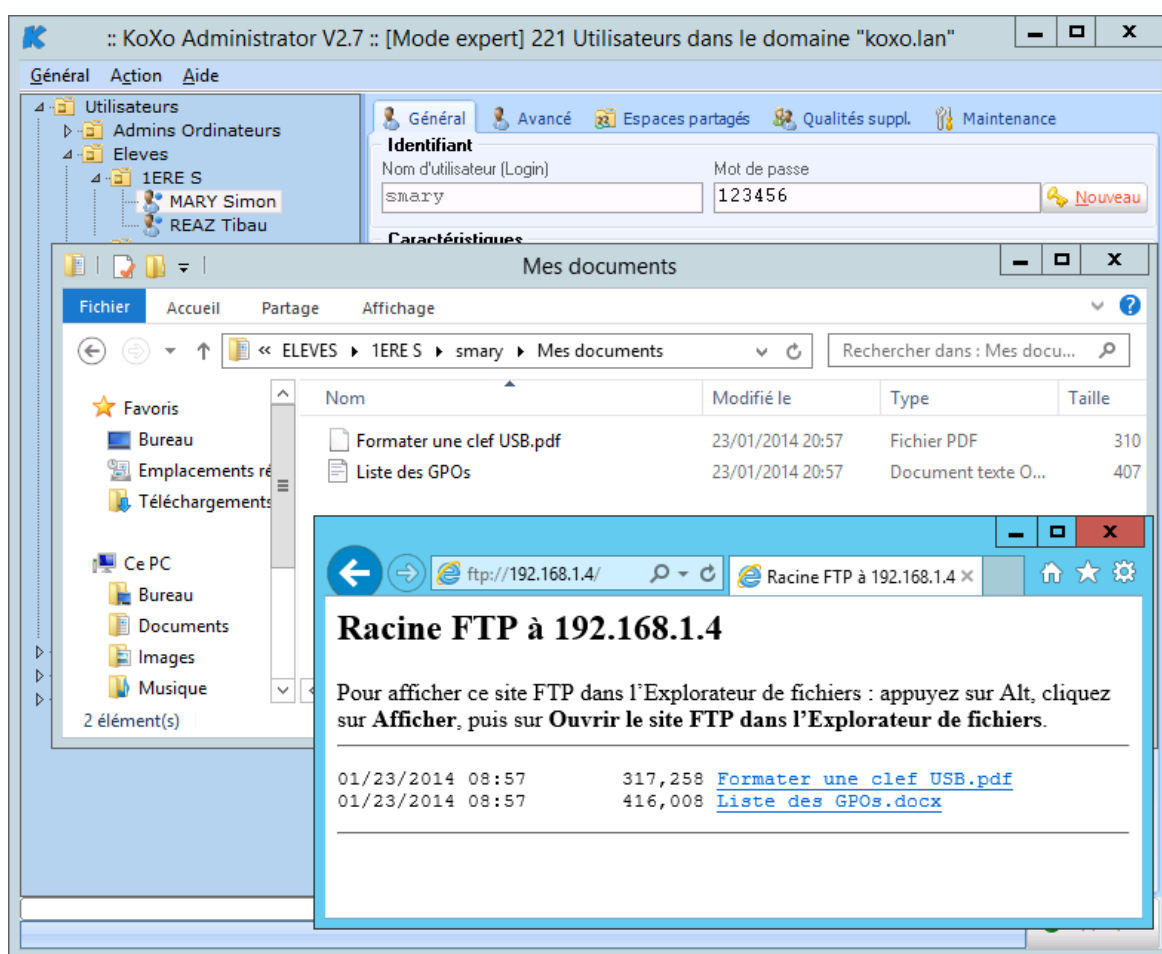 :: KoXo Administrator V2.7 :: [Mode expert] 221 Utilisateurs dans le domaine "koxo.lan"
Général Action Aide
Utilisateurs
Admins Ordinateurs
Eleves
1ERE S
MARY Simon
REAZ Tibau
Général Avancé Espaces partagés Qualités suppl. Maintenance
Identifiant
Nom d'utilisateur (Login) Mot de passe
smary 123456 Nouveau
Caractéristiques
Mes documents
Fichier Accueil Partage Affichage
« ELEVES 1ERE S smary Mes documents Rechercher dans : Mes docu...
Nom Modifié le Type Taille
Favoris
Bureau
Emplacements ré
Téléchargements
Ce PC
Bureau
Documents
Images
Musique
Formater une clef USB.pdf 23/01/2014 20:57 Fichier PDF 310
Liste des GPOs 23/01/2014 20:57 Document texte O... 407
2 élément(s)
ftp://192.168.1.4/ Racine FTP à 192.168.1.4
Racine FTP à 192.168.1.4
Pour afficher ce site FTP dans l'Explorateur de fichiers : appuyez sur Alt, cliquez
sur Afficher, puis sur Ouvrir le site FTP dans l'Explorateur de fichiers.
01/23/2014 08:57 317,258 Formater une clef USB.pdf
01/23/2014 08:57 416,008 Liste des GPOs.docx